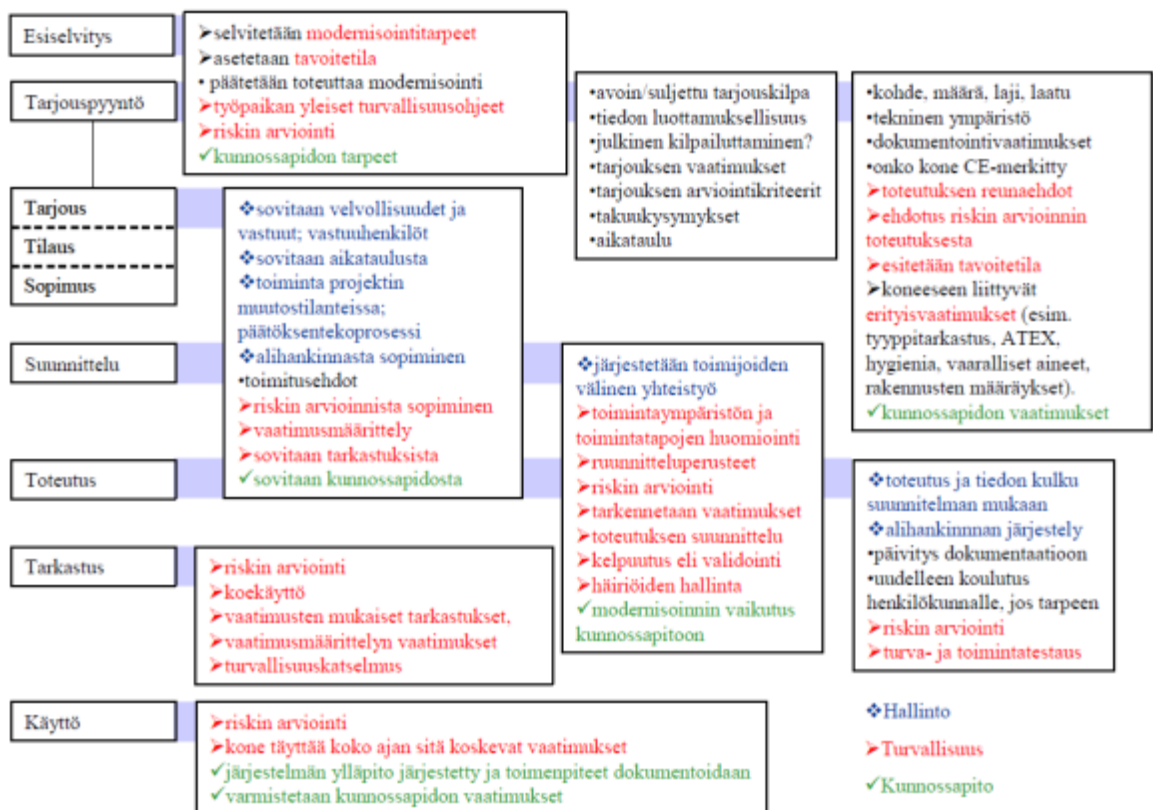 Esiselvitys
➢selvitetään modernisointitarpeet
➢asetetaan tavoitetila
• päätetään toteuttaa modernisointi
➢työpaikan yleiset turvallisuusohjeet
➢riskin arviointi
✓kunnossapidon tarpeet
Tarjouspyyntö
•avoin/suljettu tarjouskilpa
•tiedon luottamuksellisuus
•julkinen kilpailuttaminen?
•tarjouksen vaatimukset
•tarjouksen arviointikriteerit
•takuukysymykset
•aikataulu
•kohde, määrä, laji, laatu
•tekninen ympäristö
•dokumentointivaatimukset
•onko kone CE-merkitty
➢toteutuksen reunaehdot
➢ehdotus riskin arvioinnin
toteutuksesta
➢esitetään tavoitetila
➢koneeseen liittyvät
erityisvaatimukset (esim.
tyyppitarkastus, ATEX,
hygienia, vaaralliset aineet,
rakennusten määräykset).
✓kunnossapidon vaatimukset
Tarjous
Tilaus
Sopimus
❖sovitaan velvollisuudet ja
vastuut; vastuuhenkilöt
❖sovitaan aikataulusta
❖toiminta projektin
muutostilanteissa;
päätöksentekoprosessi
❖alihankinnasta sopiminen
•toimitusehdot
➢riskin arvioinnista sopiminen
➢vaatimusmäärittely
➢sovitaan tarkastuksista
✓sovitaan kunnossapidosta
Suunnittelu
❖järjestetään toimijoiden
välinen yhteistyö
➢toimintaympäristön ja
toimintatapojen huomiointi
➢ruunnitteluperusteet
➢riskin arviointi
➢tarkennetaan vaatimukset
➢toteutuksen suunnittelu
➢kelpuutus eli validointi
➢häiriöiden hallinta
✓modernisoinnin vaikutus
kunnossapitoon
Toteutus
❖toteutus ja tiedon kulku
suunnitelman mukaan
❖alihankinnnan järjestely
•päivitys dokumentaatioon
•uudelleen koulutus
henkilökunnalle, jos tarpeen
➢riskin arviointi
➢turva- ja toimintatestaus
Tarkastus
➢riskin arviointi
➢koekäyttö
➢vaatimusten mukaiset tarkastukset,
➢vaatimusmäärittelyn vaatimukset
➢turvallisuuskatselmus
Käyttö
➢riskin arviointi
➢kone täyttää koko ajan sitä koskevat vaatimukset
✓järjestelmän ylläpito järjestetty ja toimenpiteet dokumentoidaan
✓varmistetaan kunnossapidon vaatimukset
❖Hallinto
➢Turvallisuus
✓Kunnossapito